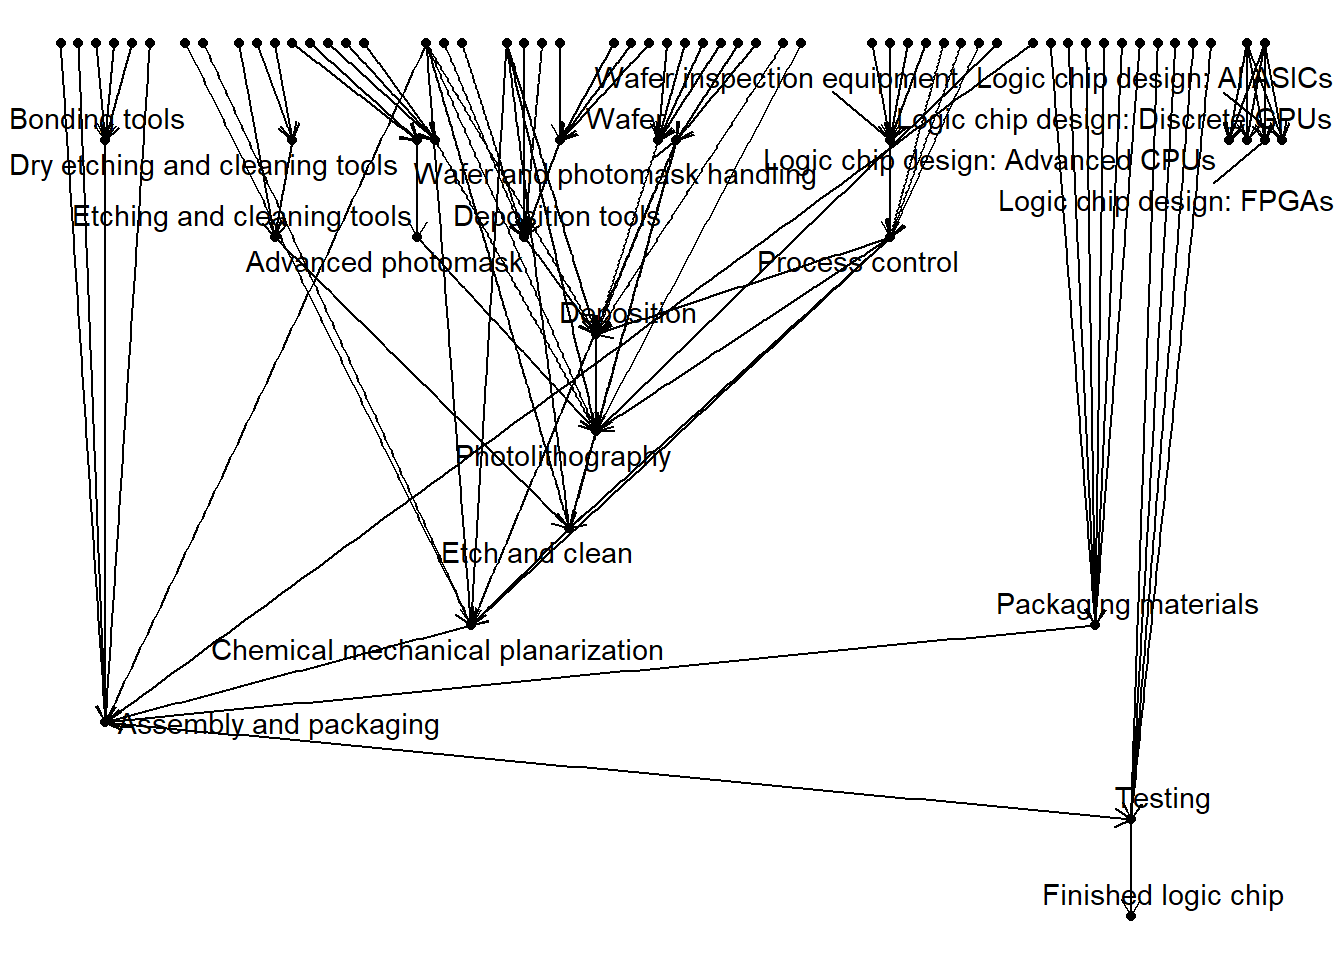 Wafer inspection equipment
Logic chip design: AI ASICs
Bonding tools
Wafer
Logic chip design: Discrete GPUs
Dry etching and cleaning tools
Wafer and photomask handling
Logic chip design: Advanced CPUs
Logic chip design: FPGAs
Etching and cleaning tools
Deposition tools
Advanced photomask
Process control
Deposition
Photolithography
Etch and clean
Packaging materials
Chemical mechanical planarization
Assembly and packaging
Testing
Finished logic chip